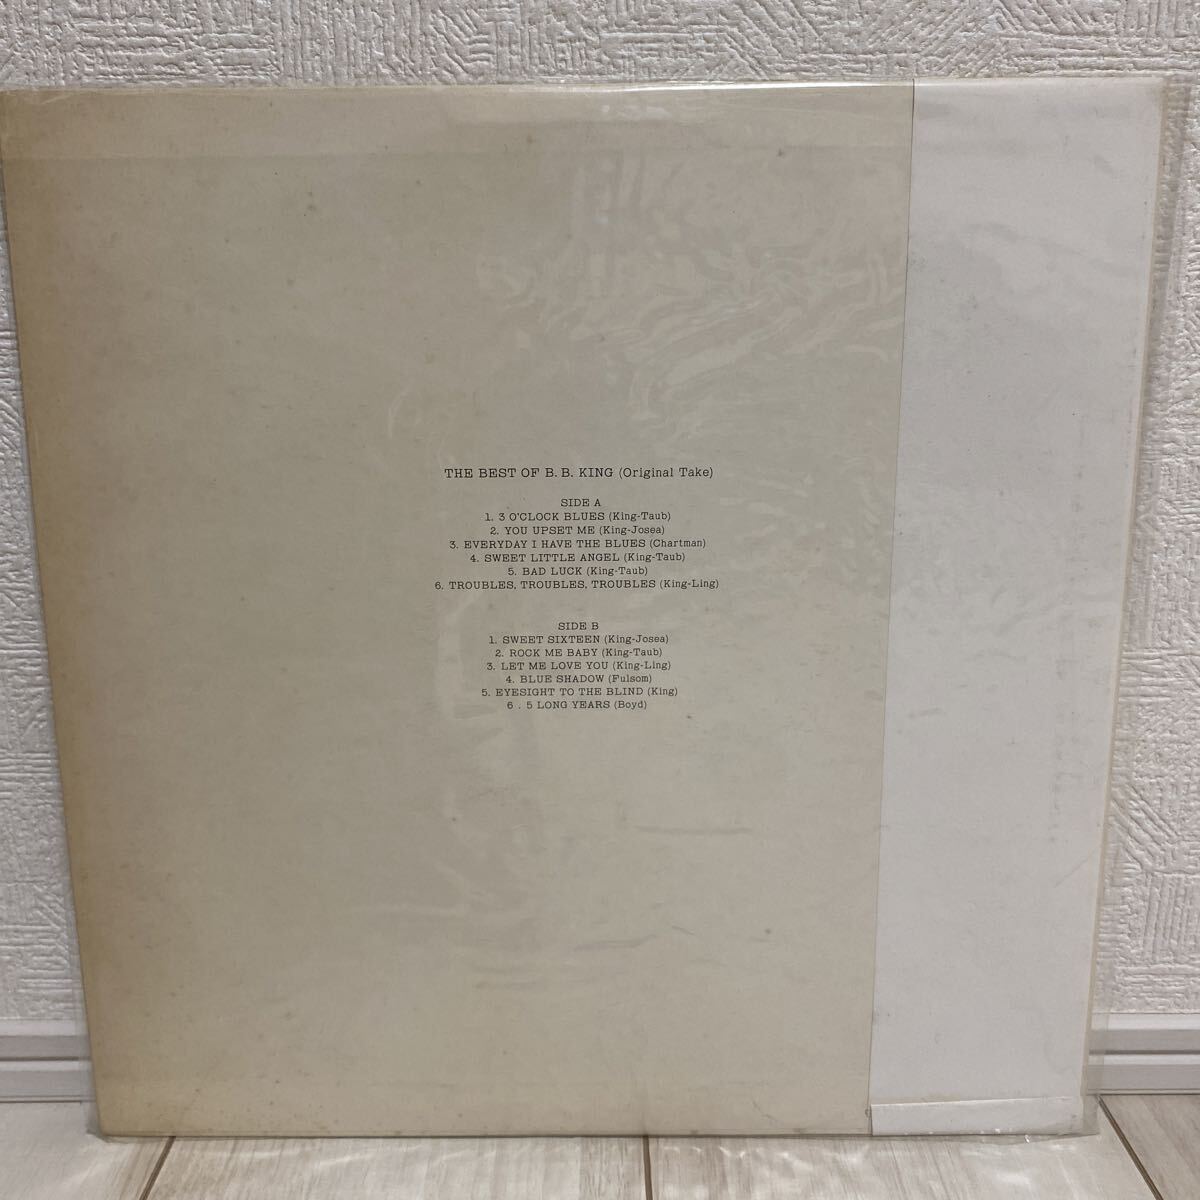 THE BEST OF B. B. KING (Original Take)
SIDE A
1. 3 O'CLOCK BLUES (King-Taub)
2. YOU UPSET ME (King-Josea)
3. EVERYDAY I HAVE THE BLUES (Chartman)
4. SWEET LITTLE ANGEL (King-Taub)
5. BAD LUCK (King-Taub)
6. TROUBLES, TROUBLES, TROUBLES (King-Ling)
SIDE B
1. SWEET SIXTEEN (King-Josea)
2. ROCK ME BABY (King-Taub)
3. LET ME LOVE YOU (King-Ling)
4. BLUE SHADOW (Fulsom)
5. EYESIGHT TO THE BLIND (King)
6 . 5 LONG YEARS (Boyd)